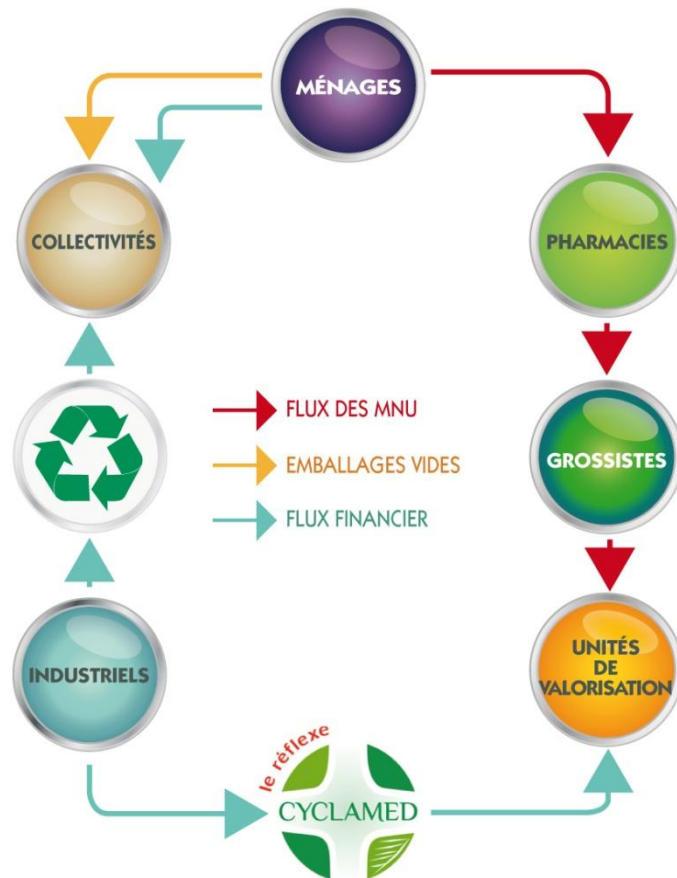 MÉNAGES
COLLECTIVITÉS
PHARMACIES
FLUX DES MNU
EMBALLAGES VIDES
FLUX FINANCIER
GROSSISTES
INDUSTRIELS
UNITÉS
DE
VALORISATION
le réflexe
CYCLAMED